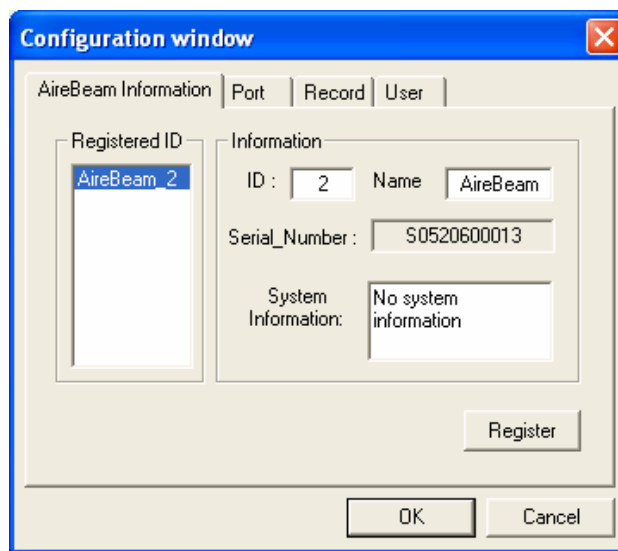 Configuration window
AireBeam Information Port Record User
Registered ID
AireBeam_2
Information
ID : 2 Name AireBeam
Serial_Number : S0520600013
System
Information:
No system
information
Register
OK Cancel